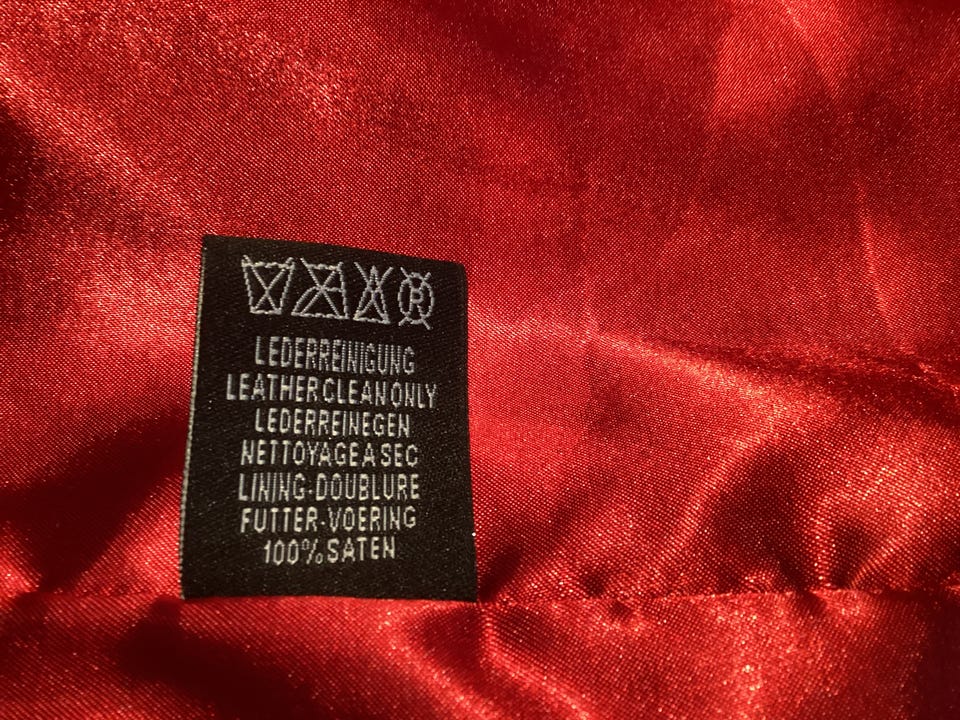 R
LEDERREINIGUNG
LEATHER CLEAN ONLY
LEDERREINEGEN
NETTOYAGE A SEC
LINING-DOUBLURE
FUTTER-VOERING
100% SATEN